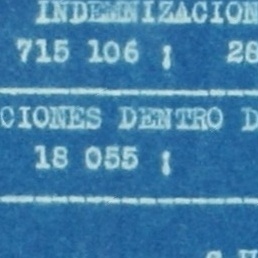 INDEMNIZACION
715 106 ; 28
CIONES DENTRO D
18 055 ;